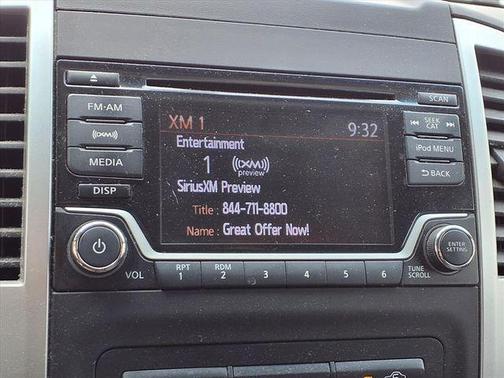 SCAN
FM·AM
XM 1
9:32
SEEK
CAT
Entertainment
(XM)
1
(XM)
preview
iPod MENU
MEDIA
SiriusXM Preview
BACK
DISP
Title : 844-711-8800
Name : Great Offer Now!
ENTER
SETTING
VOL
RPT
1
RDM
2
3
4
5
6
TUNE
SCROLL